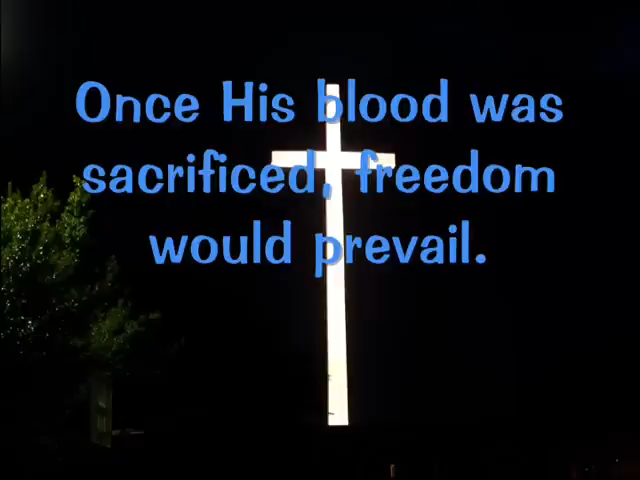 Once His blood was
sacrificed, freedom
would prevail.